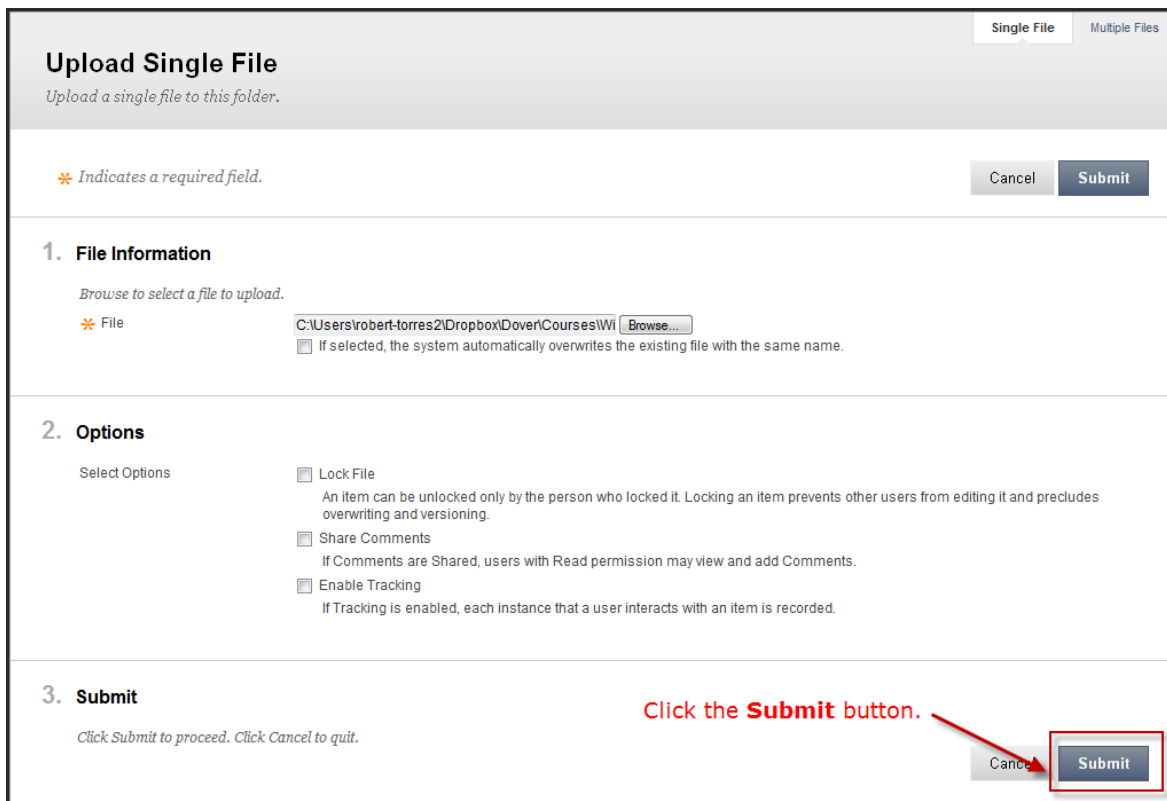 Single File Multiple Files
Upload Single File
Upload a single file to this folder.
Indicates a required field.
Cancel Submit
1. File Information
Browse to select a file to upload.
File C:\Users\robert-torres2\Dropbox\Dover\Courses\Wi Browse...
If selected, the system automatically overwrites the existing file with the same name.
2. Options
Select Options Lock File
An item can be unlocked only by the person who locked it. Locking an item prevents other users from editing it and precludes
overwriting and versioning.
Share Comments
If Comments are Shared, users with Read permission may view and add Comments.
Enable Tracking
If Tracking is enabled, each instance that a user interacts with an item is recorded.
3. Submit
Click the Submit button.
Click Submit to proceed. Click Cancel to quit.
Cancel Submit